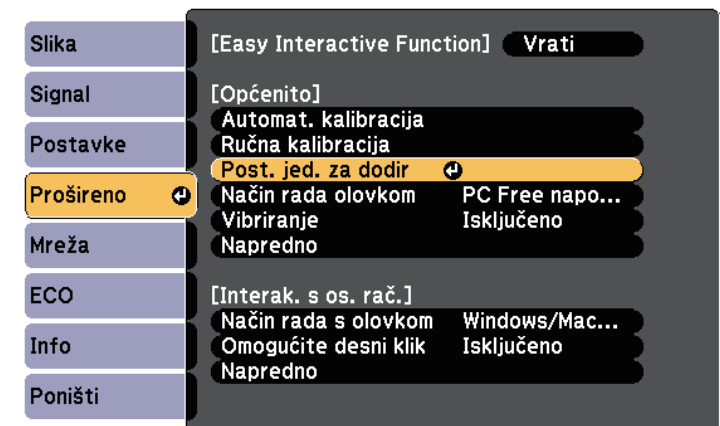 Slika
Signal
Postavke
Prošireno
Mreža
ECO
Info
Poništi
[Easy Interactive Function] Vrati
[Općenito]
Automat. kalibracija
Ručna kalibracija
Post. jed. za dodir
Način rada olovkom PC Free napo...
Vibriranje Isključeno
Napredno
[Interak. s os. rač.]
Način rada s olovkom Windows/Mac...
Omogućite desni klik Isključeno
Napredno